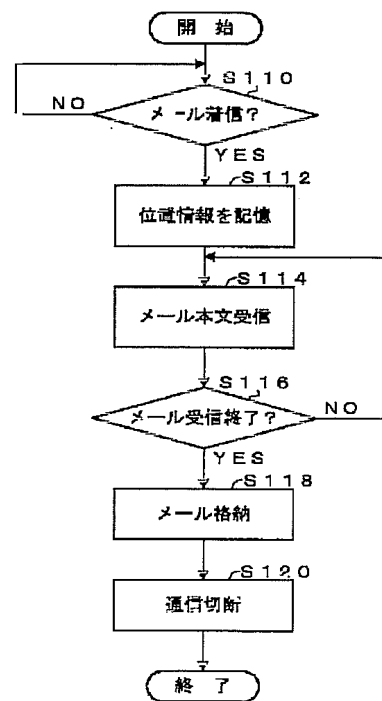 開 始
S110
メール着信?
NO
YES
S112
位置情報を記憶
S114
メール本文受信
S116
メール受信終了?
NO
YES
S118
メール格納
S120
通信切断
終 了